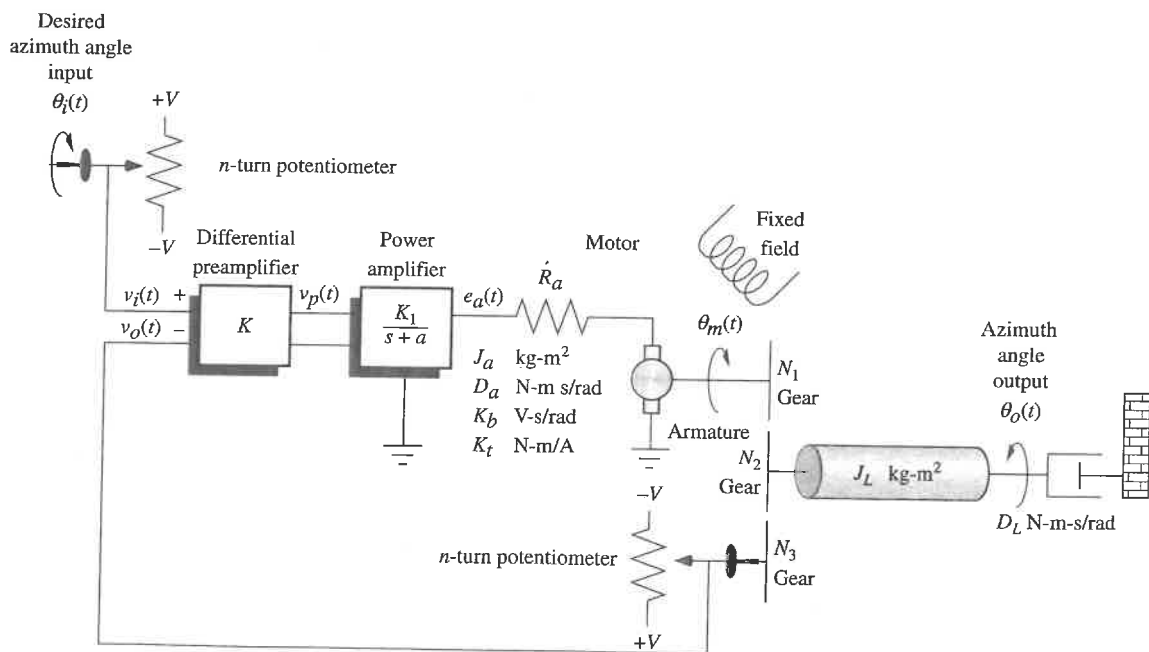 Desired
azimuth angle
input
θi(t)
+V
n-turn potentiometer
−V
Differential
preamplifier
Power
amplifier
Motor
Fixed
field
vi(t) +
vp(t)
ea(t)
Ra
θm(t)
vo(t) −
K
K1
s + a
Ja kg-m²
Da N-m s/rad
Kb V-s/rad
Kt N-m/A
Armature
N1
Gear
Azimuth
angle
output
θo(t)
N2
Gear
JL kg-m²
DL N-m-s/rad
−V
n-turn potentiometer
N3
Gear
+V